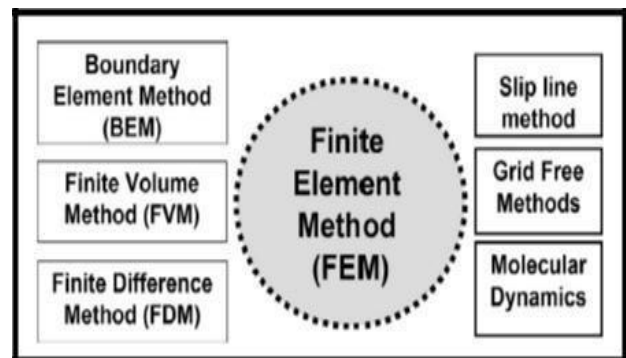 Boundary
Element Method
(BEM)
Finite Volume
Method (FVM)
Finite Difference
Method (FDM)
Finite
Element
Method
(FEM)
Slip line
method
Grid Free
Methods
Molecular
Dynamics